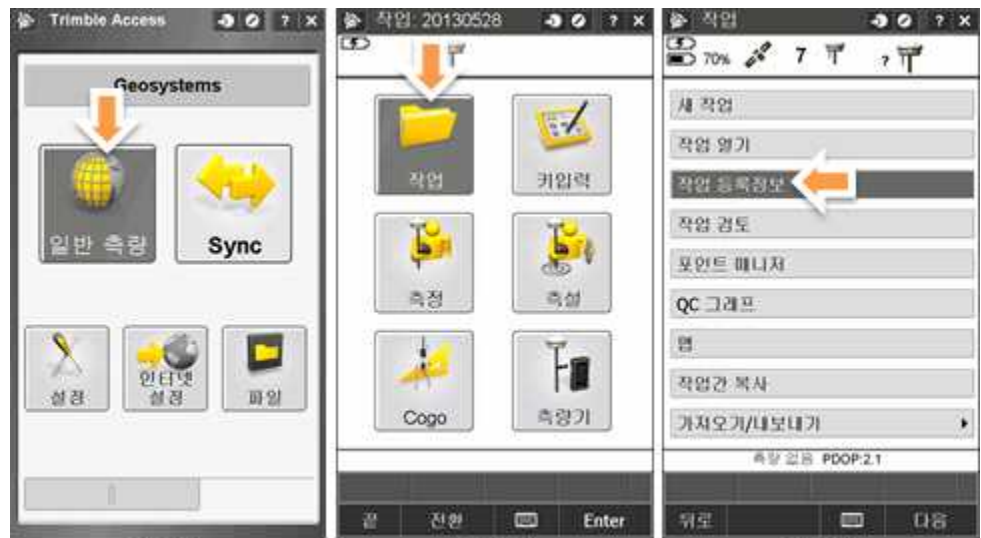 Trimble Access ? X
Geosystems
일반 측량
Sync
설정
인터넷
설정
파일
작업: 20130528 ? X
작업
키입력
측정
측설
Cogo
측량기
끝 전환 Enter
작업 ? X
70% 7 ?
새 작업
작업 열기
작업 등록정보
작업 검토
포인트 매니저
QC 그래프
맵
작업간 복사
가져오기/내보내기
측량 없음 PDOP:2.1
뒤로 다음